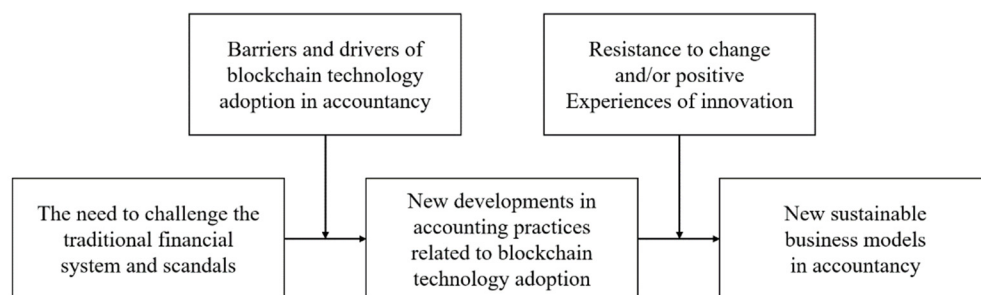 Barriers and drivers of
blockchain technology
adoption in accountancy
Resistance to change
and/or positive
Experiences of innovation
The need to challenge the
traditional financial
system and scandals
New developments in
accounting practices
related to blockchain
technology adoption
New sustainable
business models
in accountancy